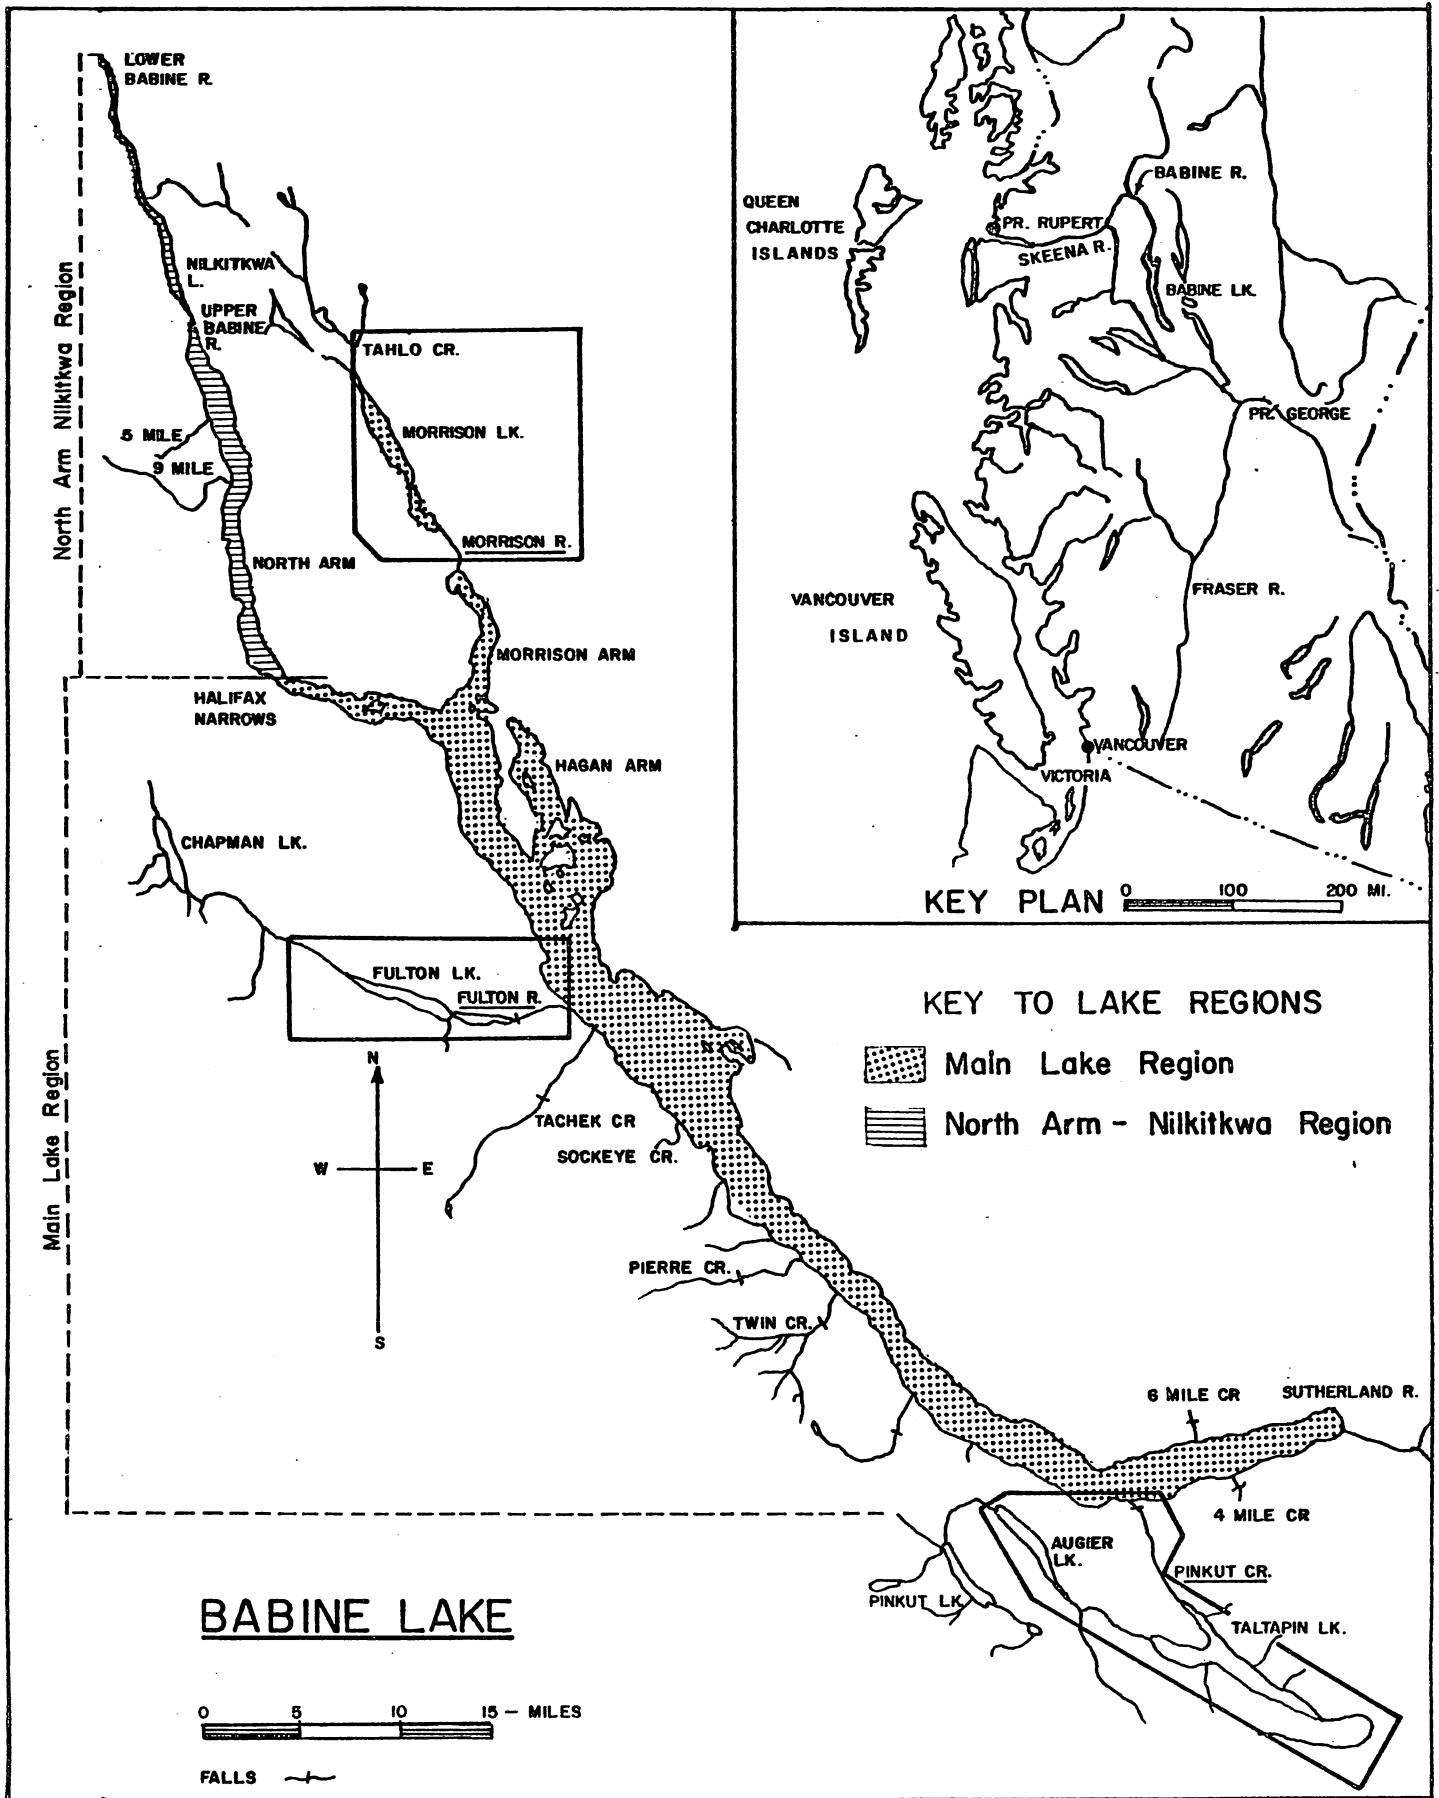 LOWER
BABINE R.
NILKITKWA
L.
UPPER
BABINE
R.
TAHLO CR.
5 MILE
9 MILE
MORRISON LK.
MORRISON R.
NORTH ARM
North Arm Nilkitkwa Region
MORRISON ARM
HALIFAX
NARROWS
HAGAN ARM
CHAPMAN LK.
FULTON LK.
FULTON R.
N
W
E
S
TACHEK CR
SOCKEYE CR.
Main Lake Region
PIERRE CR.
TWIN CR.
6 MILE CR
SUTHERLAND R.
4 MILE CR
AUGIER
LK.
PINKUT CR.
PINKUT LK
TALTAPIN LK.
QUEEN
CHARLOTTE
ISLANDS
BABINE R.
PR. RUPERT
SKEENA R.
BABINE LK.
PR. GEORGE
FRASER R.
VANCOUVER
ISLAND
VANCOUVER
VICTORIA
KEY PLAN
0 100 200 MI.
KEY TO LAKE REGIONS
Main Lake Region
North Arm - Nilkitkwa Region
BABINE LAKE
0 5 10 15 - MILES
FALLS